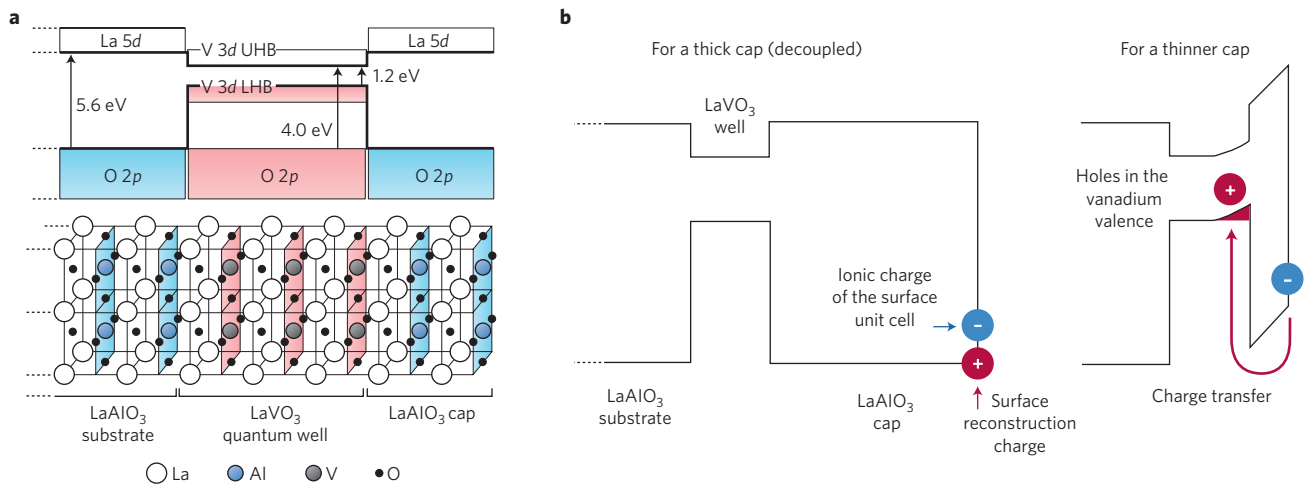 a
La 5d
V 3d UHB
La 5d
1.2 eV
V 3d LHB
5.6 eV
4.0 eV
O 2p
O 2p
O 2p
LaAlO3
substrate
LaVO3
quantum well
LaAlO3 cap
La
Al
V
O
b
For a thick cap (decoupled)
LaVO3
well
Ionic charge
of the surface
unit cell
-
+
LaAlO3
substrate
LaAlO3
cap
Surface
reconstruction
charge
For a thinner cap
Holes in the
vanadium
valence
+
-
Charge transfer